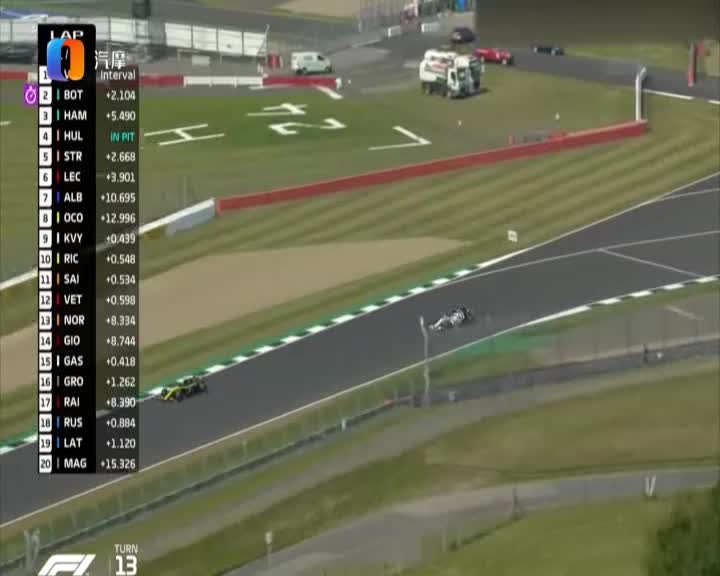 LAP
汽摩
1 Interval
2 BOT +2.104
3 HAM +5.490
4 HUL IN PIT
5 STR +2.668
6 LEC +3.901
7 ALB +10.695
8 OCO +12.996
9 KVY +0.439
10 RIC +0.548
11 SAI +0.534
12 VET +0.598
13 NOR +8.334
14 GIO +8.744
15 GAS +0.418
16 GRO +1.262
17 RAI +8.390
18 RUS +0.884
19 LAT +1.120
20 MAG +15.326
H
42
F1 TURN
13